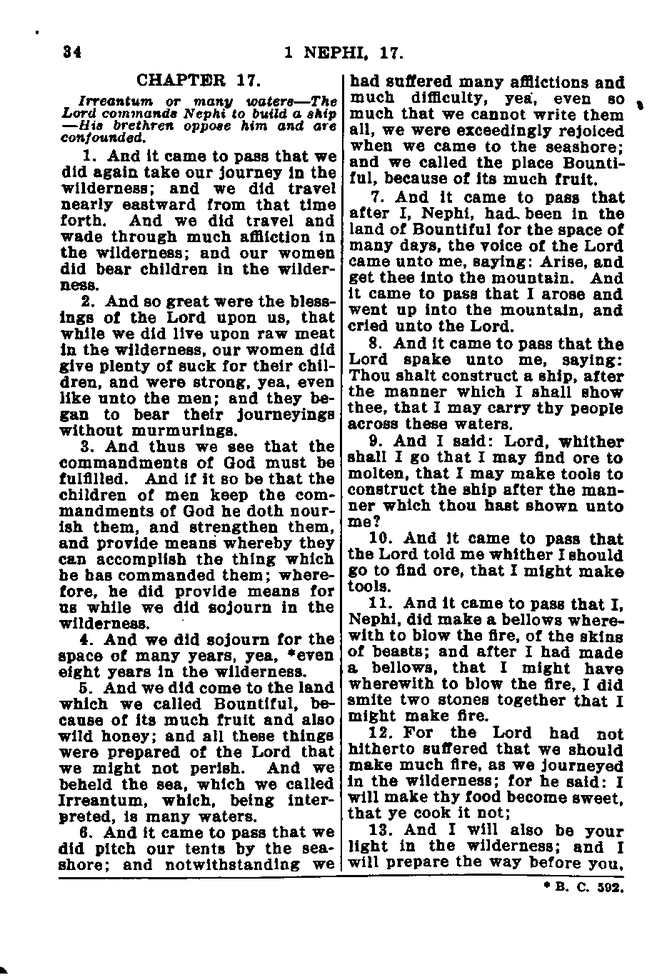 34
1 NEPHI, 17.
CHAPTER 17.
Irreantum or many waters—The
Lord commands Nephi to build a ship
—His brethren oppose him and are
confounded.
1. And it came to pass that we
did again take our journey in the
wilderness; and we did travel
nearly eastward from that time
forth. And we did travel and
wade through much affliction in
the wilderness; and our women
did bear children in the wilder-
ness.
2. And so great were the bless-
ings of the Lord upon us, that
while we did live upon raw meat
in the wilderness, our women did
give plenty of suck for their chil-
dren, and were strong, yea, even
like unto the men; and they be-
gan to bear their journeyings
without murmurings.
3. And thus we see that the
commandments of God must be
fulfilled. And if it so be that the
children of men keep the com-
mandments of God he doth nour-
ish them, and strengthen them,
and provide means whereby they
can accomplish the thing which
he has commanded them; where-
fore, he did provide means for
us while we did sojourn in the
wilderness.
4. And we did sojourn for the
space of many years, yea, *even
eight years in the wilderness.
5. And we did come to the land
which we called Bountiful, be-
cause of its much fruit and also
wild honey; and all these things
were prepared of the Lord that
we might not perish. And we
beheld the sea, which we called
Irreantum, which, being inter-
preted, is many waters.
6. And it came to pass that we
did pitch our tents by the sea-
shore; and notwithstanding we
had suffered many afflictions and
much difficulty, yea, even so
much that we cannot write them
all, we were exceedingly rejoiced
when we came to the seashore;
and we called the place Bounti-
ful, because of its much fruit.
7. And it came to pass that
after I, Nephi, had been in the
land of Bountiful for the space of
many days, the voice of the Lord
came unto me, saying: Arise, and
get thee into the mountain. And
it came to pass that I arose and
went up into the mountain, and
cried unto the Lord.
8. And it came to pass that the
Lord spake unto me, saying:
Thou shalt construct a ship, after
the manner which I shall show
thee, that I may carry thy people
across these waters.
9. And I said: Lord, whither
shall I go that I may find ore to
molten, that I may make tools to
construct the ship after the man-
ner which thou hast shown unto
me?
10. And it came to pass that
the Lord told me whither I should
go to find ore, that I might make
tools.
11. And it came to pass that I,
Nephi, did make a bellows where-
with to blow the fire, of the skins
of beasts; and after I had made
a bellows, that I might have
wherewith to blow the fire, I did
smite two stones together that I
might make fire.
12. For the Lord had not
hitherto suffered that we should
make much fire, as we journeyed
in the wilderness; for he said: I
will make thy food become sweet,
that ye cook it not;
13. And I will also be your
light in the wilderness; and I
will prepare the way before you,
* B. C. 592.